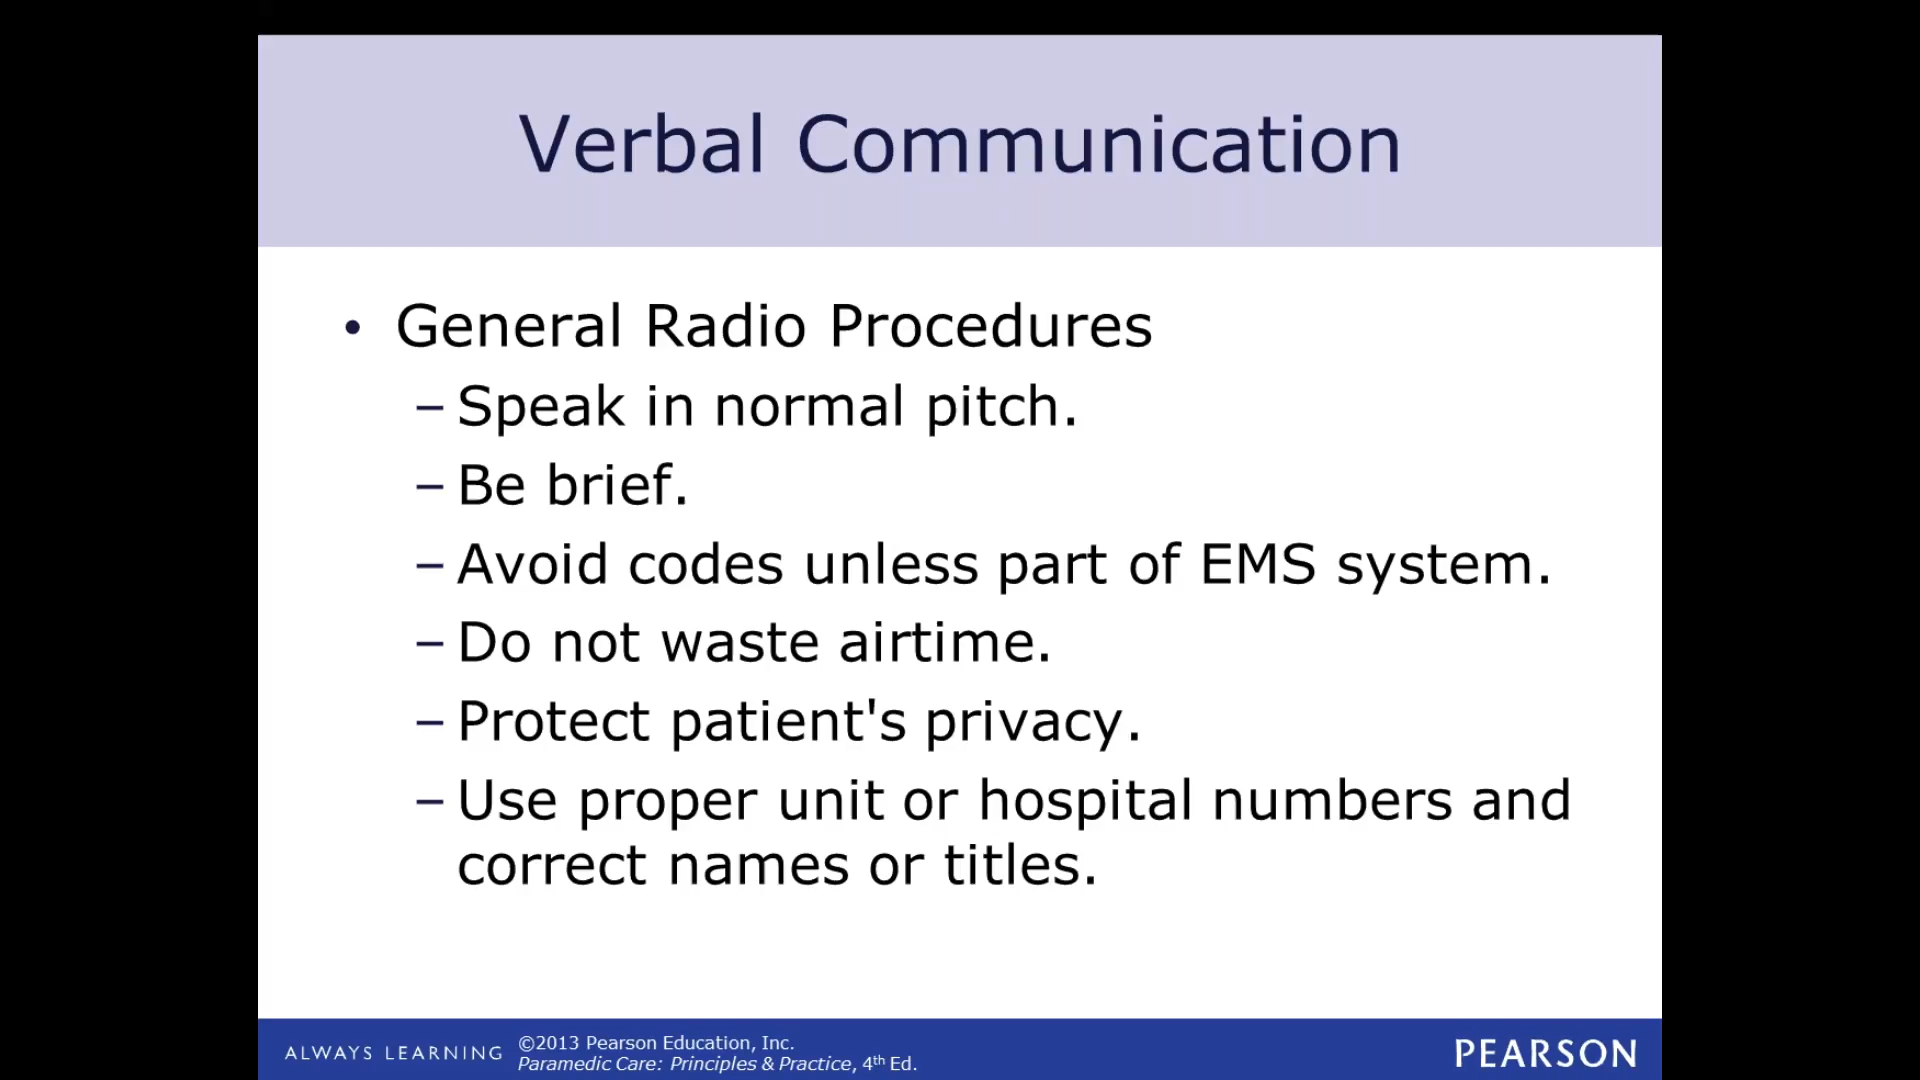 Verbal Communication
• General Radio Procedures
– Speak in normal pitch.
– Be brief.
– Avoid codes unless part of EMS system.
– Do not waste airtime.
– Protect patient's privacy.
– Use proper unit or hospital numbers and
correct names or titles.
ALWAYS LEARNING
©2013 Pearson Education, Inc.
Paramedic Care: Principles & Practice, 4th Ed.
PEARSON